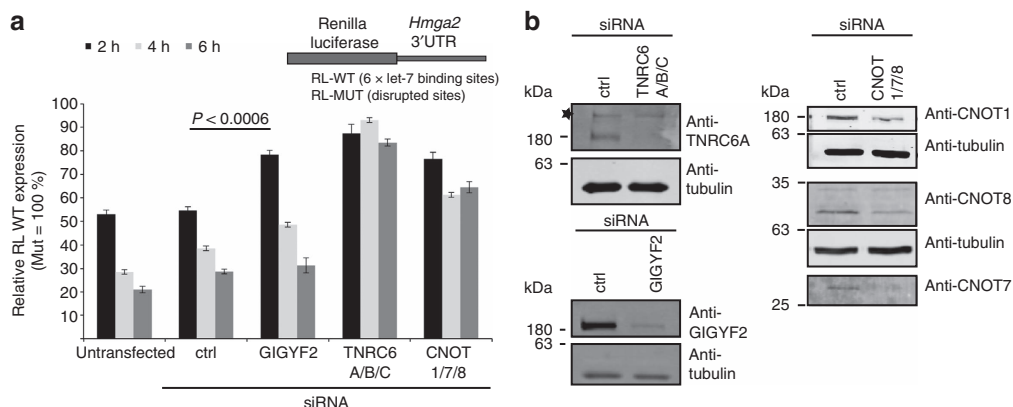 a
2 h 4 h 6 h
Renilla
luciferase
Hmga2
3′UTR
RL-WT (6 × let-7 binding sites)
RL-MUT (disrupted sites)
P < 0.0006
Relative RL WT expression
(Mut = 100 %)
100
90
80
70
60
50
40
30
20
10
Untransfected
ctrl
GIGYF2
TNRC6
A/B/C
CNOT
1/7/8
siRNA
b
siRNA
ctrl
TNRC6
A/B/C
kDa
180
63
Anti-
TNRC6A
Anti-
tubulin
siRNA
ctrl
GIGYF2
kDa
180
63
Anti-
GIGYF2
Anti-
tubulin
siRNA
ctrl
CNOT
1/7/8
kDa
180
63
35
63
25
Anti-CNOT1
Anti-tubulin
Anti-CNOT8
Anti-tubulin
Anti-CNOT7